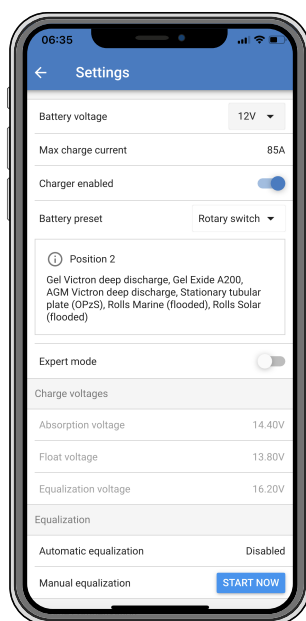 06:35
Settings
Battery voltage 12V
Max charge current 85A
Charger enabled
Battery preset Rotary switch
Position 2
Gel Victron deep discharge, Gel Exide A200,
AGM Victron deep discharge, Stationary tubular
plate (OPzS), Rolls Marine (flooded), Rolls Solar
(flooded)
Expert mode
Charge voltages
Absorption voltage 14.40V
Float voltage 13.80V
Equalization voltage 16.20V
Equalization
Automatic equalization Disabled
Manual equalization START NOW